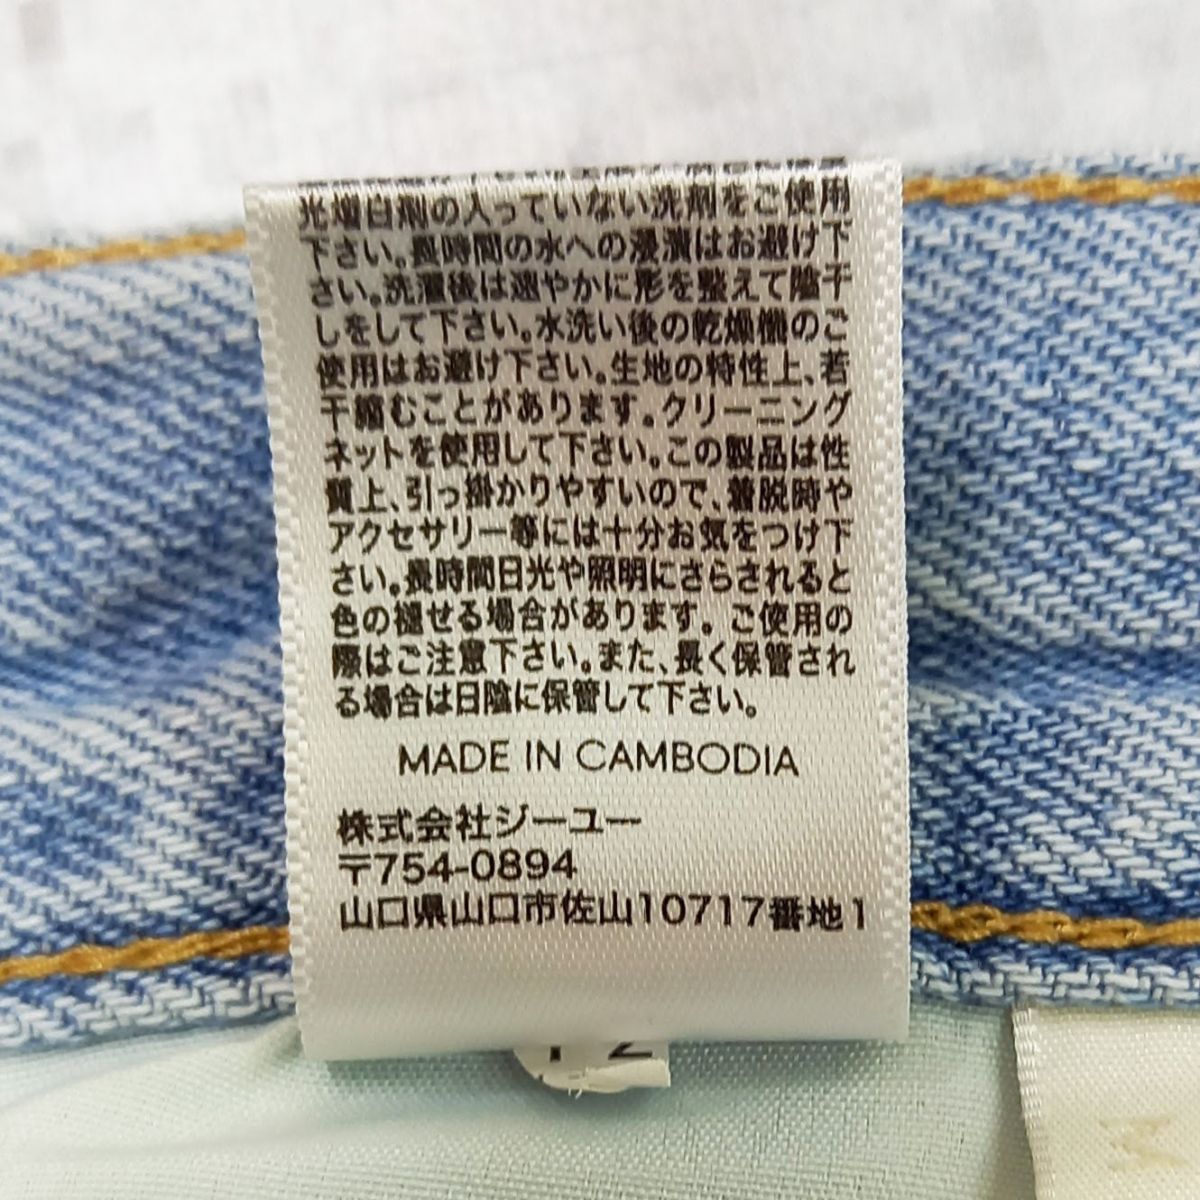 光増白剤の入っていない洗剤をご使用
下さい。長時間の水への浸漬はお避け下
さい。洗濯後は速やかに形を整えて陰干
しをして下さい。水洗い後の乾燥機のご
使用はお避け下さい。生地の特性上、若
干縮むことがあります。クリーニング
ネットを使用して下さい。この製品は性
質上、引っ掛かりやすいので、着脱時や
アクセサリー等には十分お気をつけ下
さい。長時間日光や照明にさらされると
色の褪せる場合があります。ご使用の
際はご注意下さい。また、長く保管され
る場合は日陰に保管して下さい。
MADE IN CAMBODIA
株式会社ジーユー
〒754-0894
山口県山口市佐山10717番地1